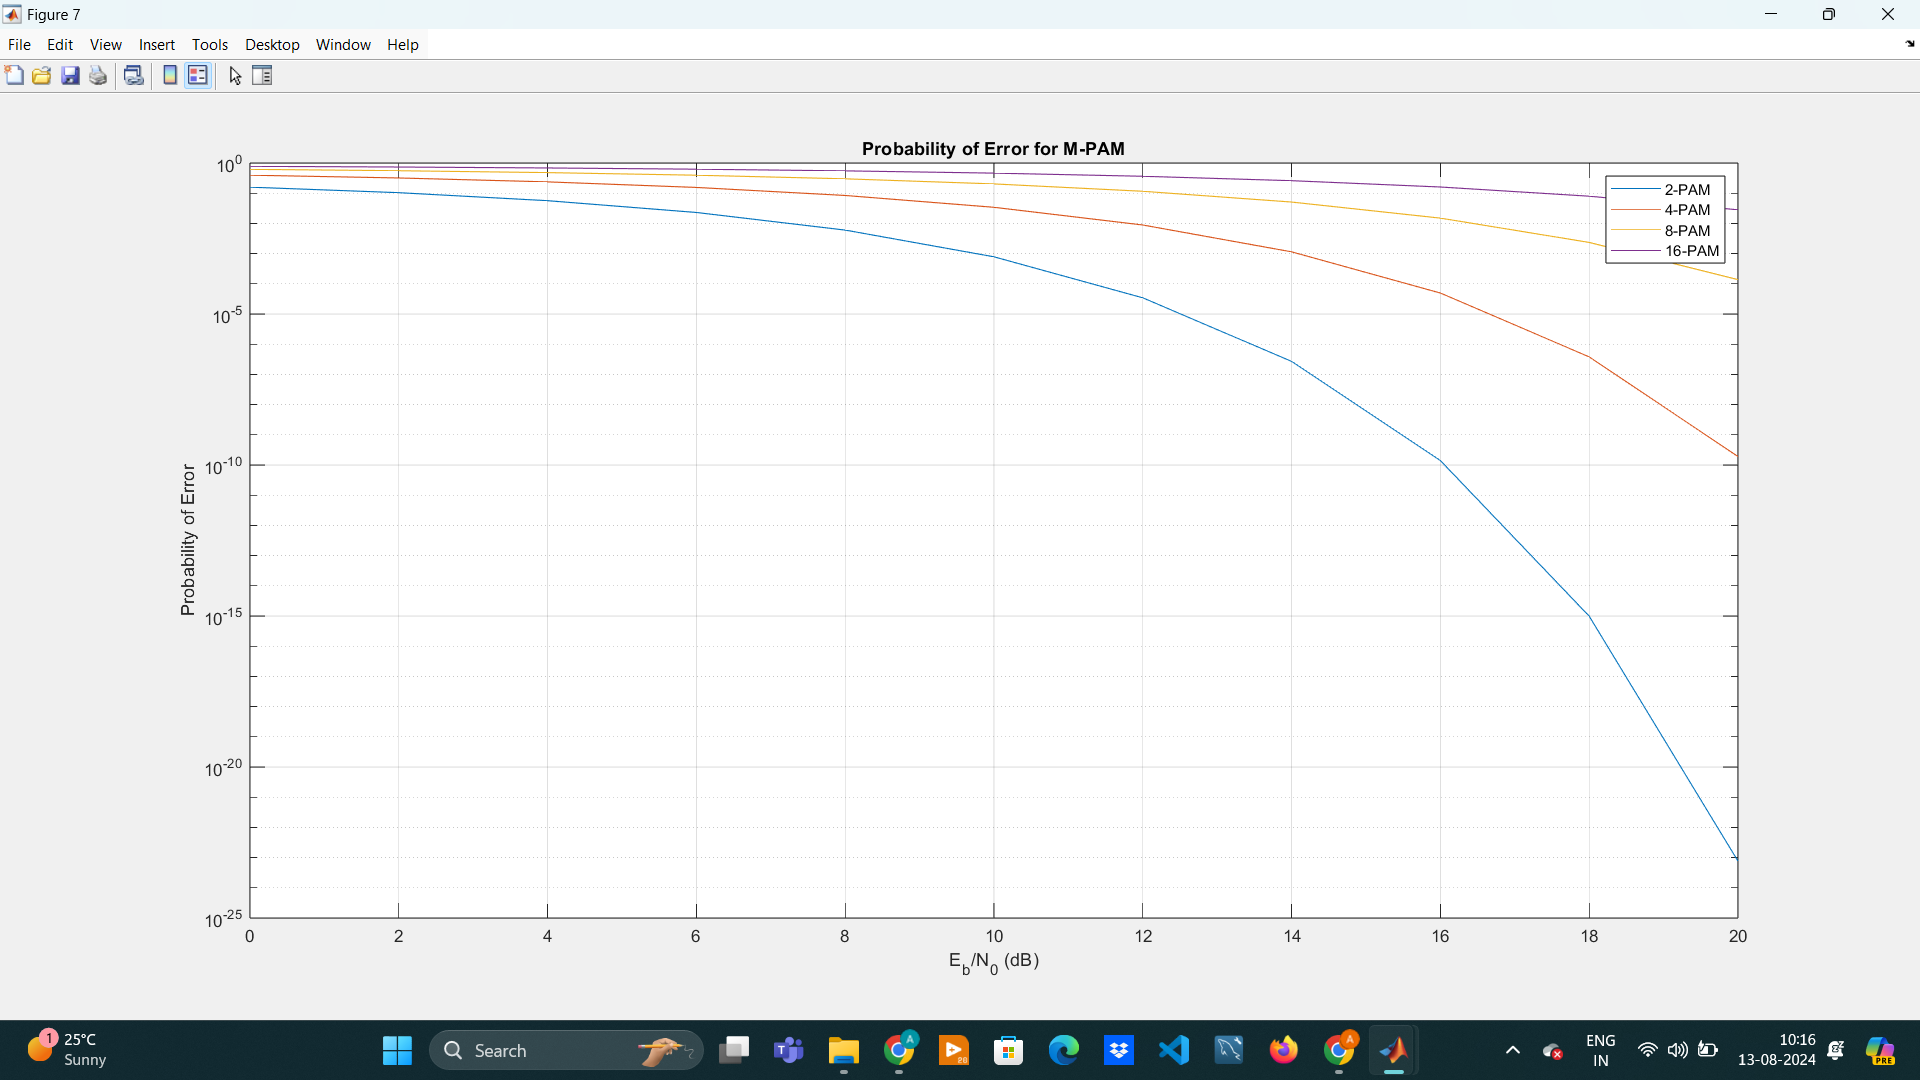 Figure 7
File Edit View Insert Tools Desktop Window Help
Probability of Error for M-PAM
10^0
10^-5
10^-10
10^-15
10^-20
10^-25
Probability of Error
2-PAM
4-PAM
8-PAM
16-PAM
0 2 4 6 8 10 12 14 16 18 20
E_b/N_0 (dB)
1
25°C
Sunny
Search
T
A
20
A
ENG
IN
10:16
13-08-2024
PRE